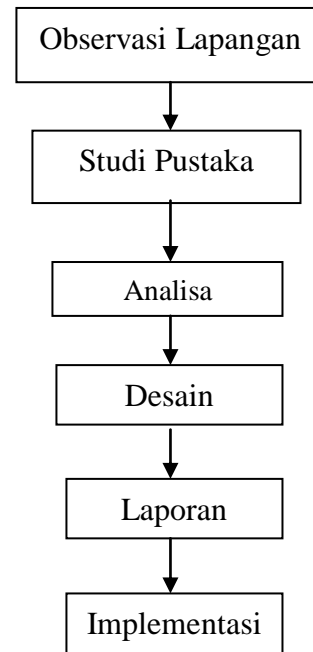 Observasi Lapangan
Studi Pustaka
Analisa
Desain
Laporan
Implementasi